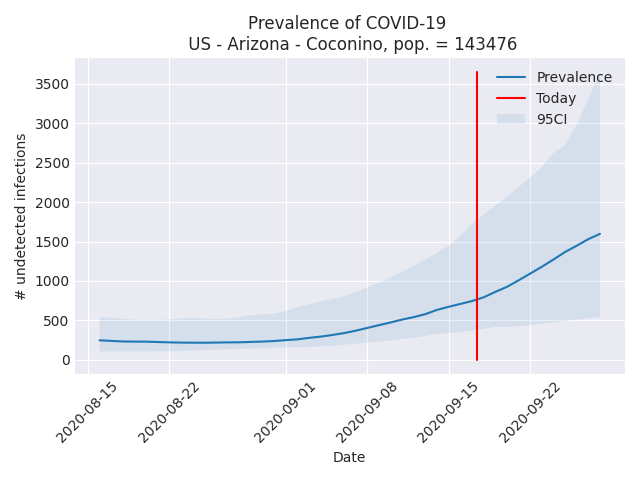 Prevalence of COVID-19
US - Arizona - Coconino, pop. = 143476
Prevalence
Today
95CI
3500
3000
2500
2000
1500
1000
500
0
# undetected infections
2020-08-15
2020-08-22
2020-09-01
2020-09-08
2020-09-15
2020-09-22
Date